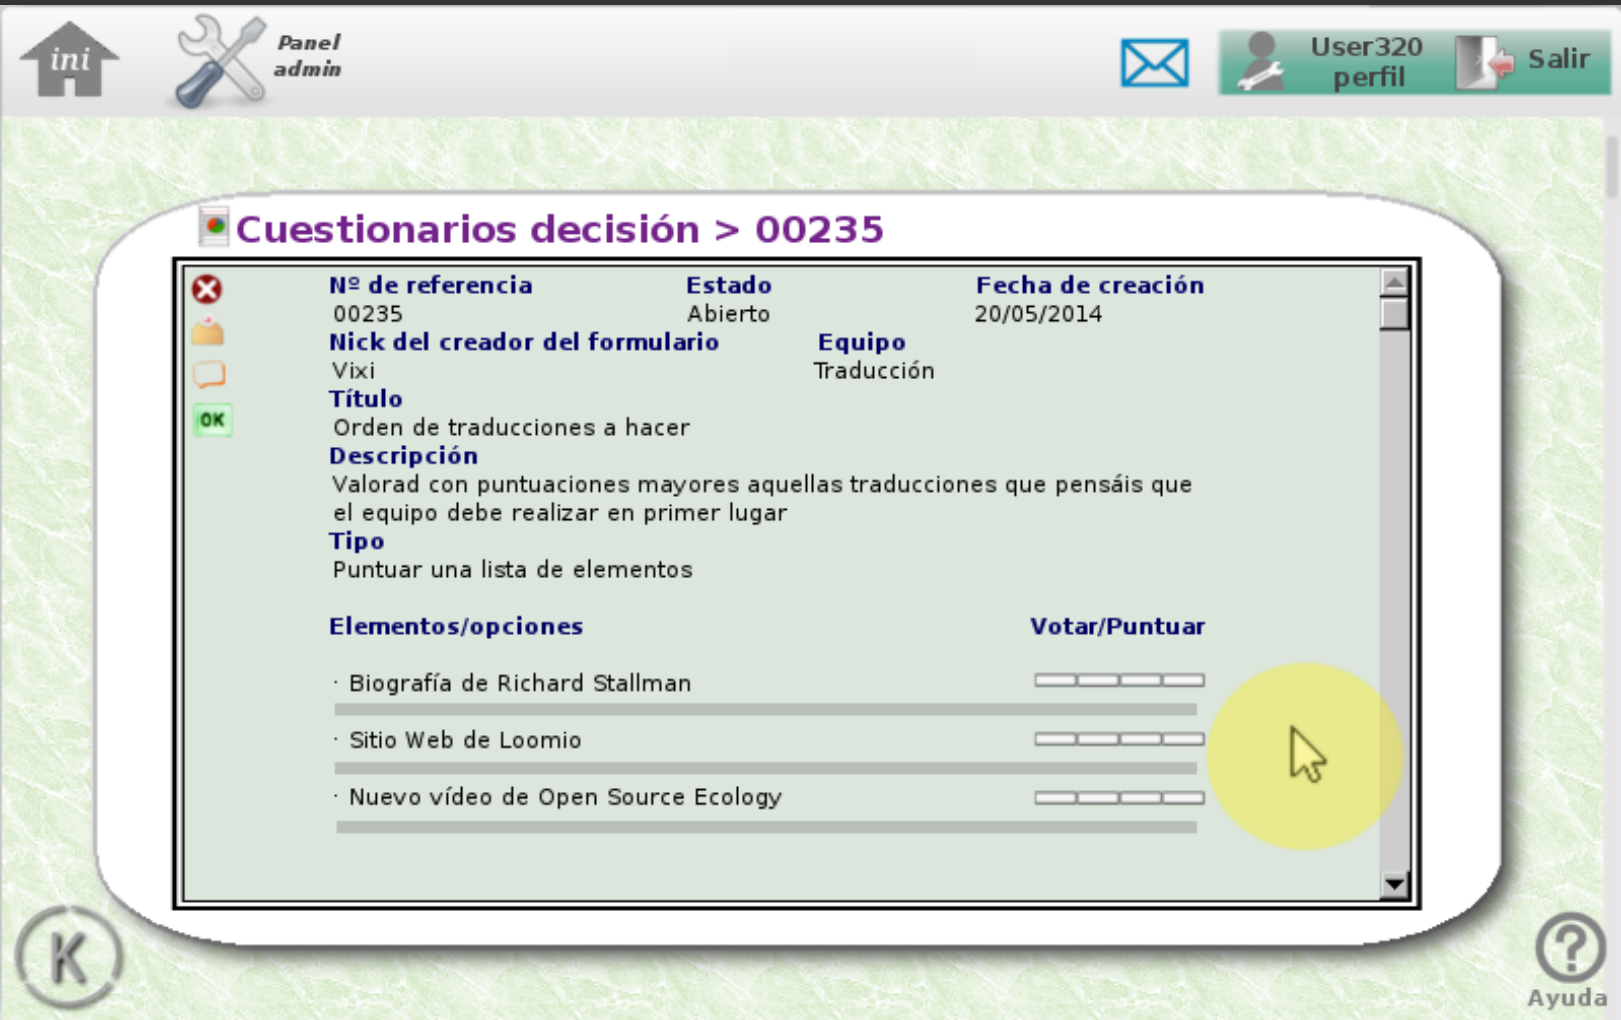 ini
Panel
admin
User320
perfil
Salir
Cuestionarios decisión > 00235
Nº de referencia Estado Fecha de creación
00235 Abierto 20/05/2014
Nick del creador del formulario Equipo
Vixi Traducción
Título
Orden de traducciones a hacer
Descripción
Valorad con puntuaciones mayores aquellas traducciones que pensáis que
el equipo debe realizar en primer lugar
Tipo
Puntuar una lista de elementos
OK
Elementos/opciones Votar/Puntuar
· Biografía de Richard Stallman
· Sitio Web de Loomio
· Nuevo vídeo de Open Source Ecology
K
?
Ayuda